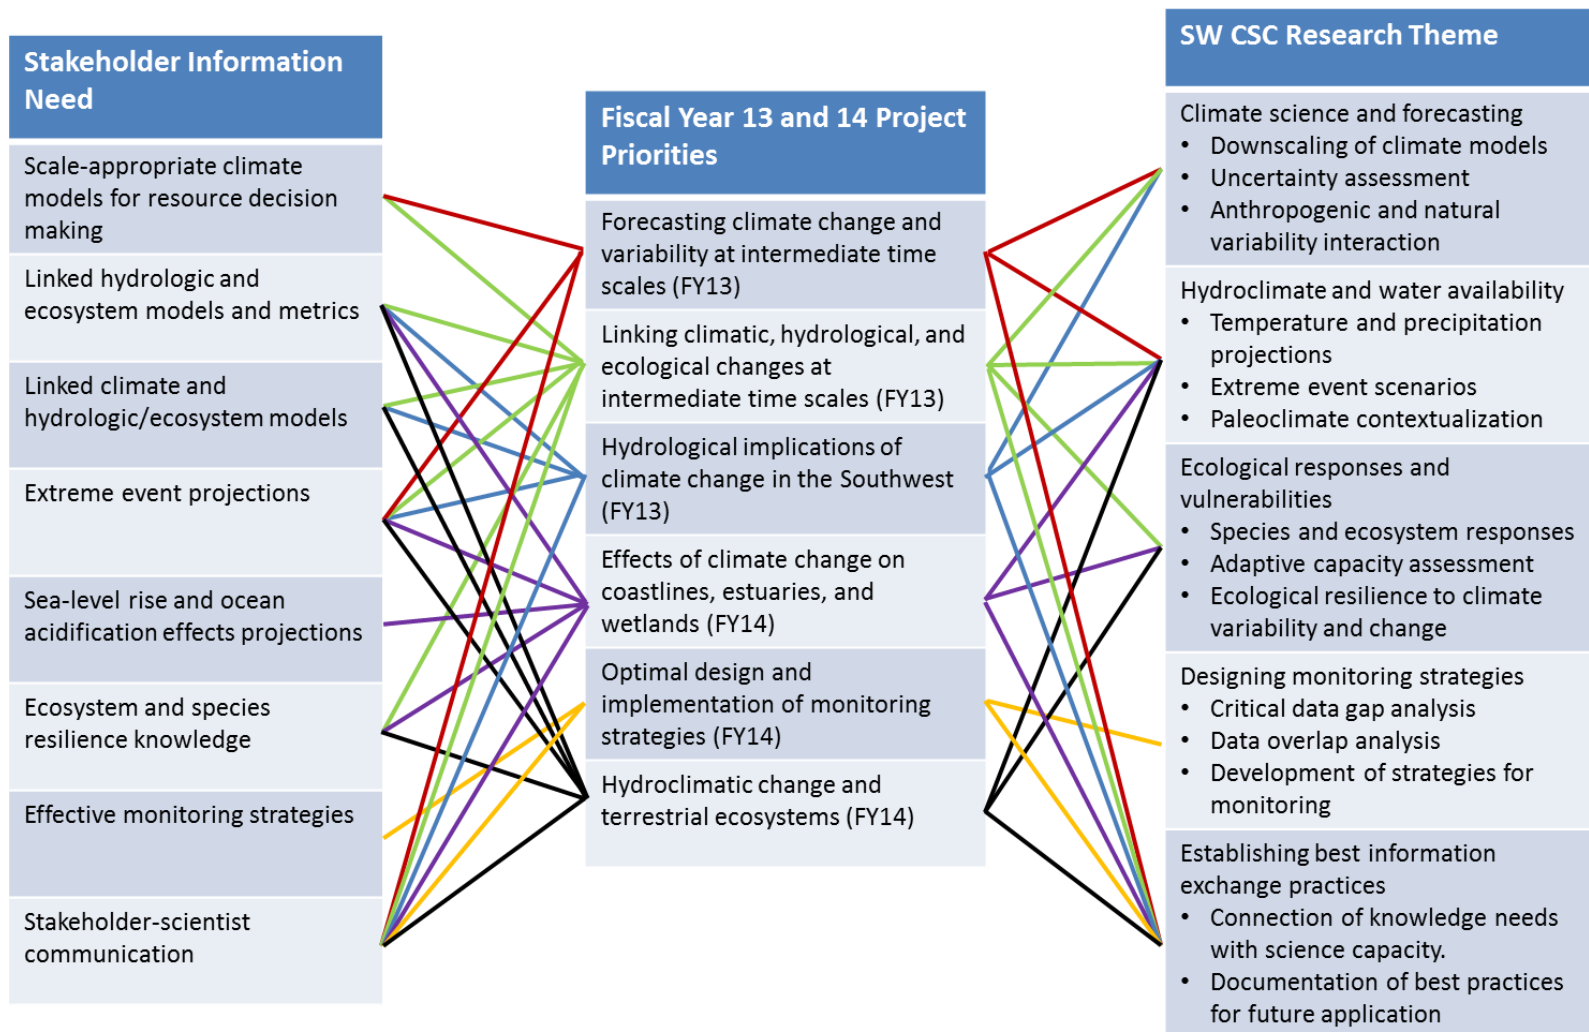 Stakeholder Information
Need
Scale-appropriate climate
models for resource decision
making
Linked hydrologic and
ecosystem models and metrics
Linked climate and
hydrologic/ecosystem models
Extreme event projections
Sea-level rise and ocean
acidification effects projections
Ecosystem and species
resilience knowledge
Effective monitoring strategies
Stakeholder-scientist
communication
Fiscal Year 13 and 14 Project
Priorities
Forecasting climate change and
variability at intermediate time
scales (FY13)
Linking climatic, hydrological, and
ecological changes at
intermediate time scales (FY13)
Hydrological implications of
climate change in the Southwest
(FY13)
Effects of climate change on
coastlines, estuaries, and
wetlands (FY14)
Optimal design and
implementation of monitoring
strategies (FY14)
Hydroclimatic change and
terrestrial ecosystems (FY14)
SW CSC Research Theme
Climate science and forecasting
• Downscaling of climate models
• Uncertainty assessment
• Anthropogenic and natural
variability interaction
Hydroclimate and water availability
• Temperature and precipitation
projections
• Extreme event scenarios
• Paleoclimate contextualization
Ecological responses and
vulnerabilities
• Species and ecosystem responses
• Adaptive capacity assessment
• Ecological resilience to climate
variability and change
Designing monitoring strategies
• Critical data gap analysis
• Data overlap analysis
• Development of strategies for
monitoring
Establishing best information
exchange practices
• Connection of knowledge needs
with science capacity.
• Documentation of best practices
for future application